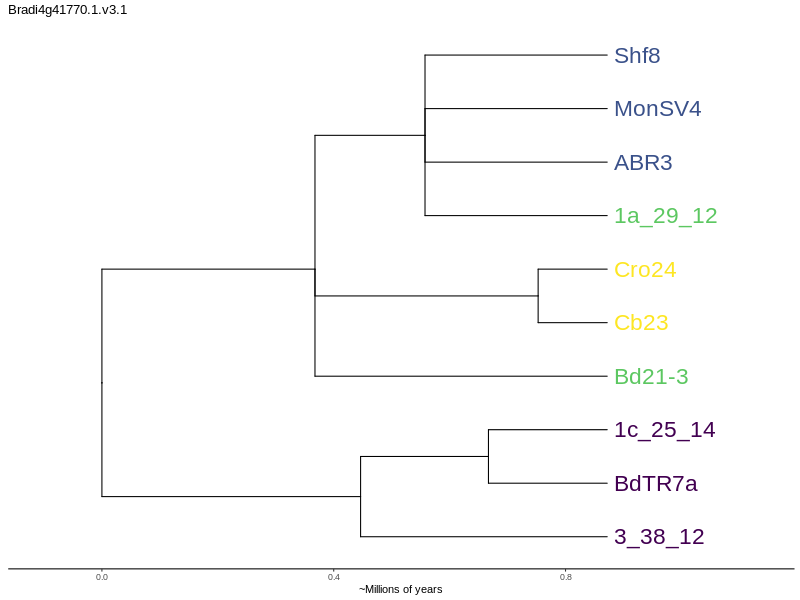 Bradi4g41770.1.v3.1
Shf8
MonSV4
ABR3
1a_29_12
Cro24
Cb23
Bd21-3
1c_25_14
BdTR7a
3_38_12
0.0 0.4 0.8
~Millions of years